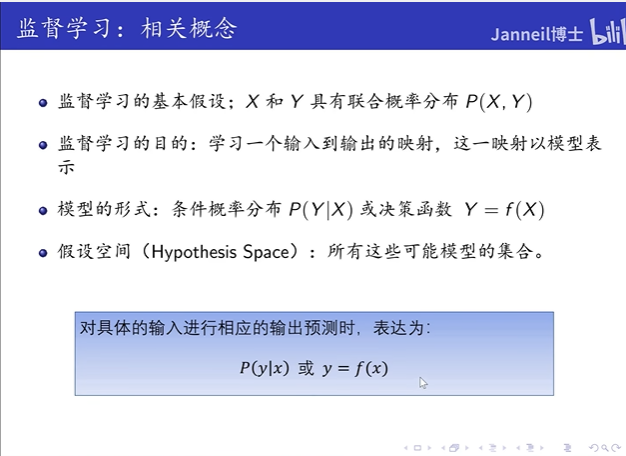 监督学习：相关概念
Janneil博士 bilibili
监督学习的基本假设；X 和 Y 具有联合概率分布 P(X, Y)
监督学习的目的：学习一个输入到输出的映射，这一映射以模型表
示
模型的形式：条件概率分布 P(Y|X) 或决策函数 Y = f(X)
假设空间（Hypothesis Space）：所有这些可能模型的集合。
对具体的输入进行相应的输出预测时，表达为：
P(y|x) 或 y = f(x)